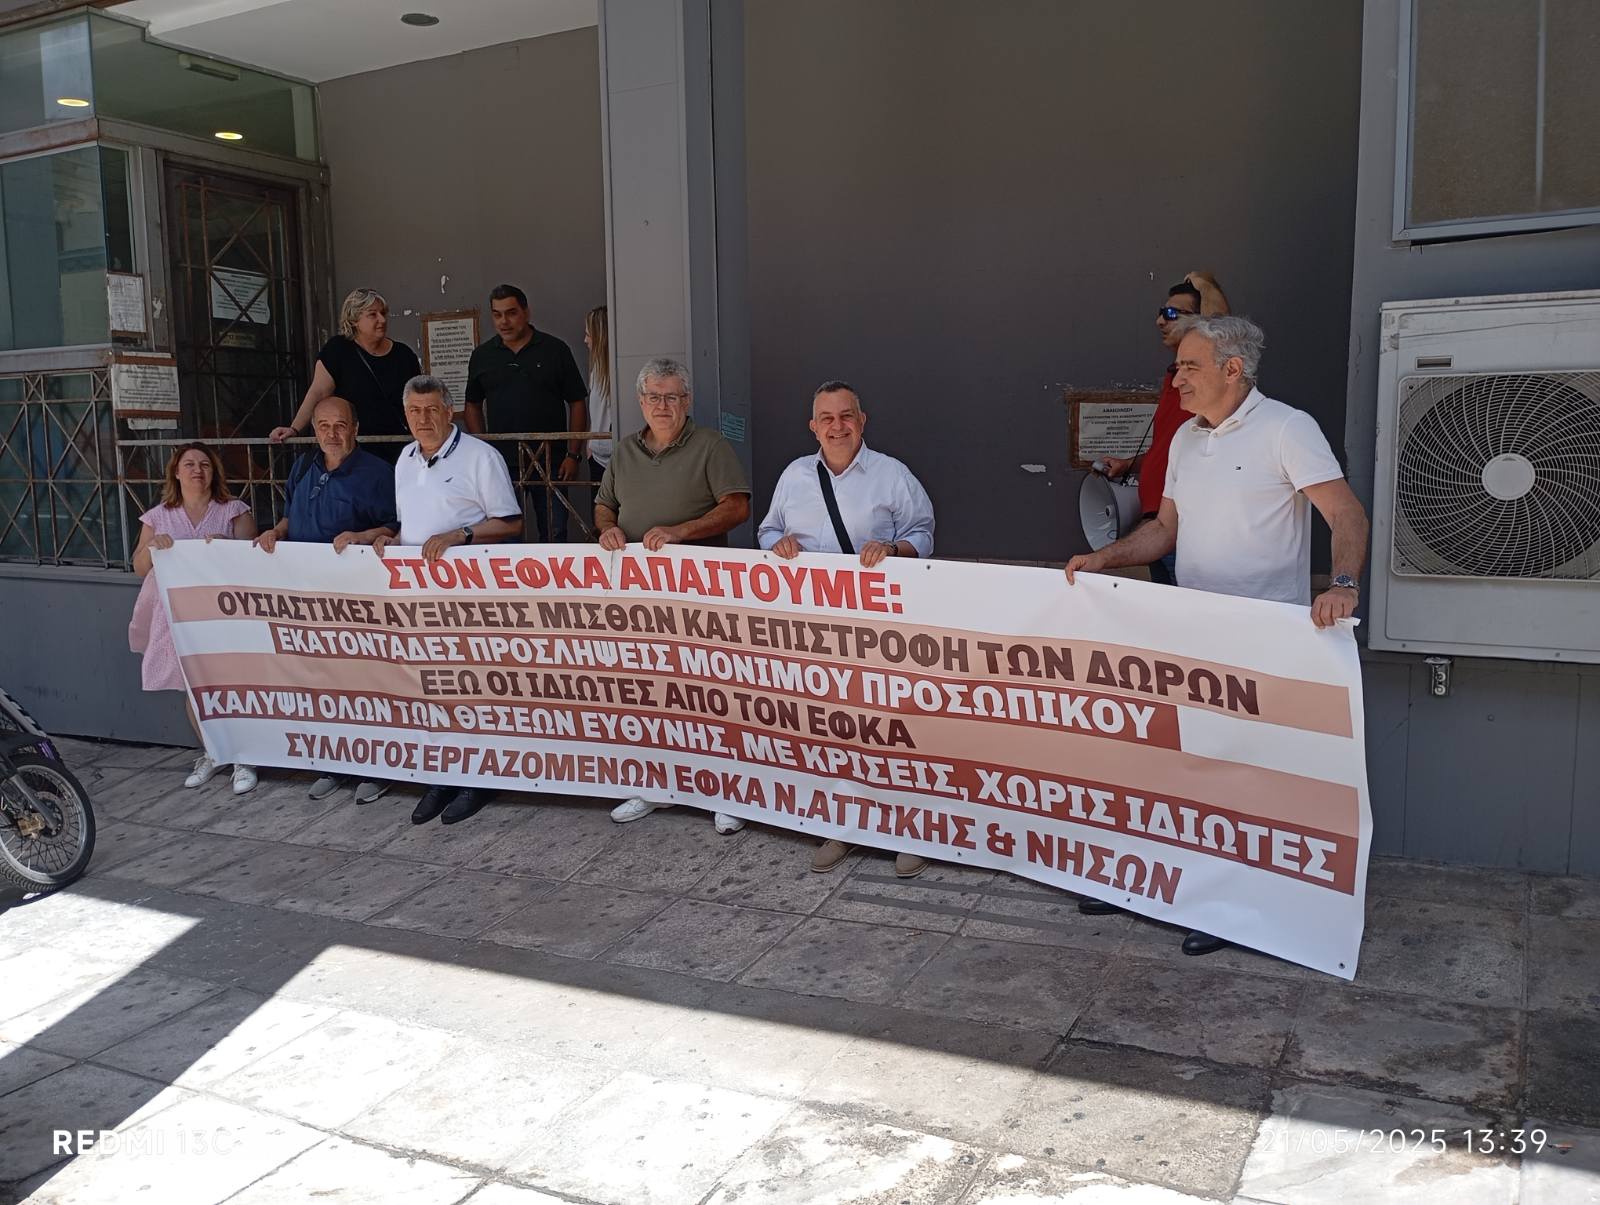 ΣΤΟΝ ΕΦΚΑ ΑΠΑΙΤΟΥΜΕ:
ΟΥΣΙΑΣΤΙΚΕΣ ΑΥΞΗΣΕΙΣ ΜΙΣΘΩΝ ΚΑΙ ΕΠΙΣΤΡΟΦΗ ΤΩΝ ΔΩΡΩΝ
ΕΚΑΤΟΝΤΑΔΕΣ ΠΡΟΣΛΗΨΕΙΣ ΜΟΝΙΜΟΥ ΠΡΟΣΩΠΙΚΟΥ
ΕΞΩ ΟΙ ΙΔΙΩΤΕΣ ΑΠΟ ΤΟΝ ΕΦΚΑ
ΚΑΛΥΨΗ ΟΛΩΝ ΤΩΝ ΘΕΣΕΩΝ ΕΥΘΥΝΗΣ, ΜΕ ΚΡΙΣΕΙΣ, ΧΩΡΙΣ ΙΔΙΩΤΕΣ
ΣΥΛΛΟΓΟΣ ΕΡΓΑΖΟΜΕΝΩΝ ΕΦΚΑ Ν.ΑΤΤΙΚΗΣ & ΝΗΣΩΝ
ΑΝΑΚΟΙΝΩΣΗ
REDMI 13C
21/05/2025 13:39